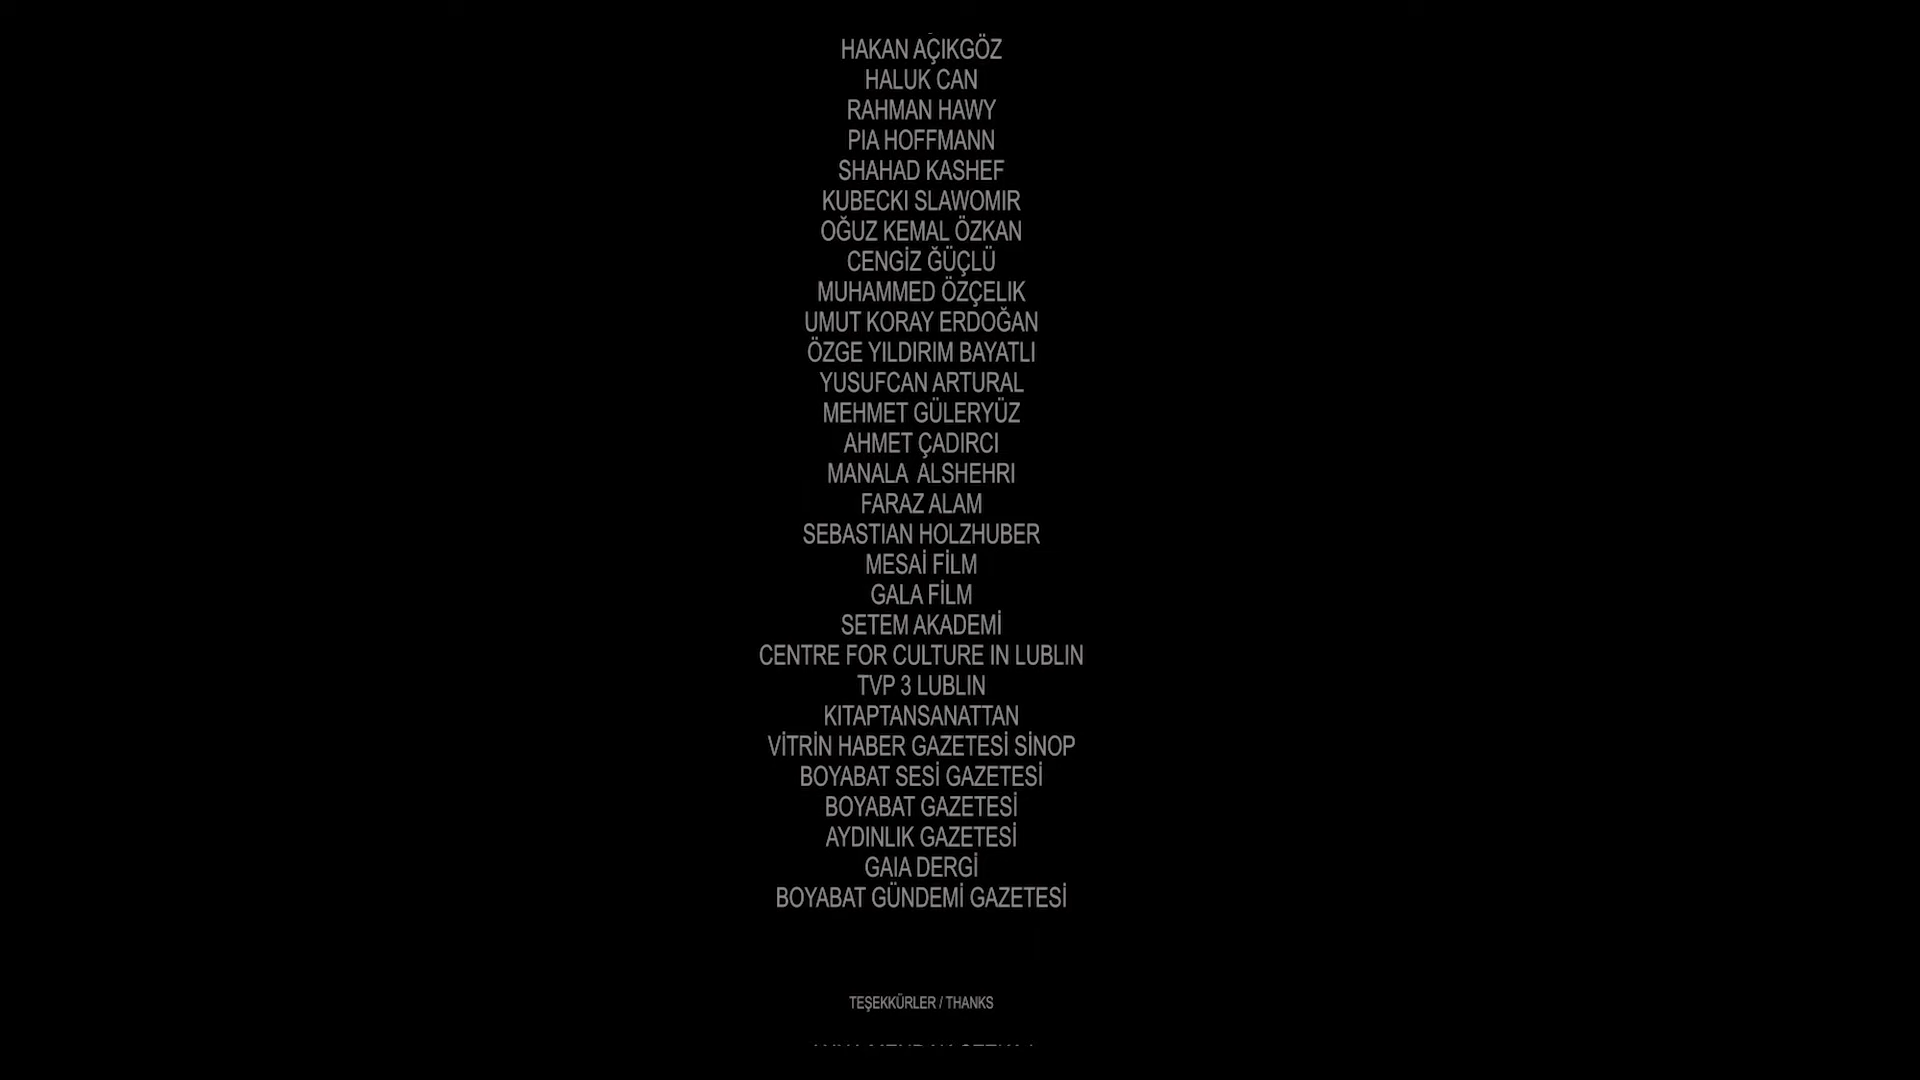 HAKAN AÇIKGÖZ
HALUK CAN
RAHMAN HAWY
PIA HOFFMANN
SHAHAD KASHEF
KUBECKI SLAWOMIR
OĞUZ KEMAL ÖZKAN
CENGİZ ĞÜÇLÜ
MUHAMMED ÖZÇELIK
UMUT KORAY ERDOĞAN
ÖZGE YILDIRIM BAYATLI
YUSUFCAN ARTURAL
MEHMET GÜLERYÜZ
AHMET ÇADIRCI
MANALA ALSHEHRI
FARAZ ALAM
SEBASTIAN HOLZHUBER
MESAİ FİLM
GALA FİLM
SETEM AKADEMİ
CENTRE FOR CULTURE IN LUBLIN
TVP 3 LUBLIN
KITAPTANSANATTAN
VİTRİN HABER GAZETESİ SİNOP
BOYABAT SESİ GAZETESİ
BOYABAT GAZETESİ
AYDINLIK GAZETESİ
GAIA DERGİ
BOYABAT GÜNDEMİ GAZETESİ
TEŞEKKÜRLER / THANKS